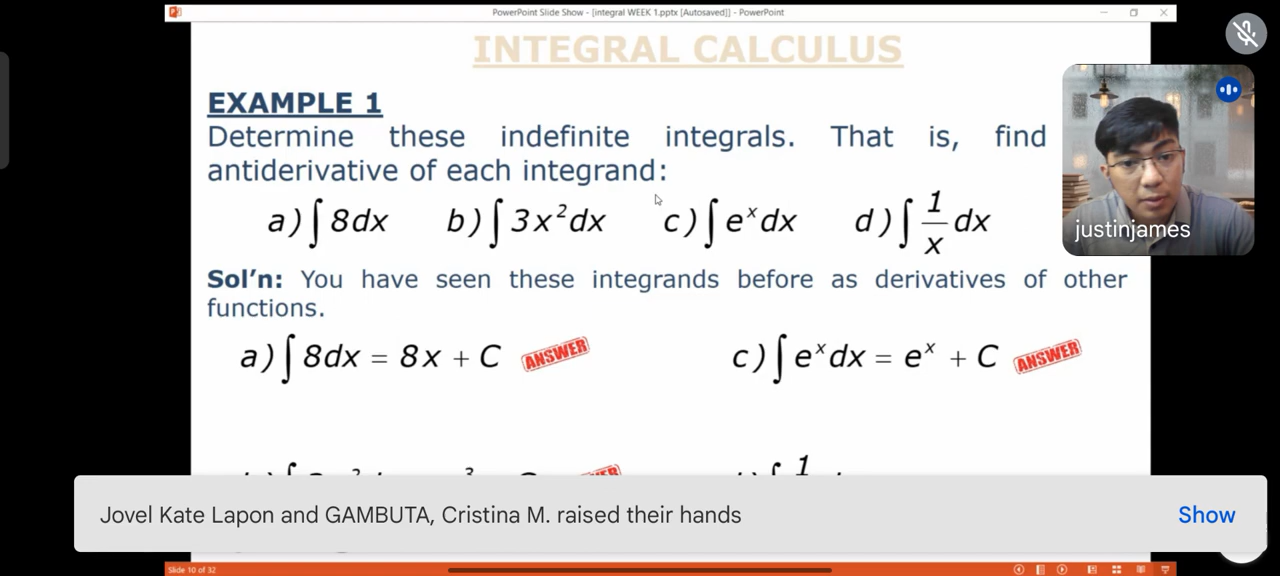 PowerPoint Slide Show - [integral WEEK 1.pptx [Autosaved]] - PowerPoint
INTEGRAL CALCULUS
EXAMPLE 1
Determine these indefinite integrals. That is, find
antiderivative of each integrand:
a) ∫ 8dx b) ∫ 3x²dx c) ∫ eˣdx d) ∫ 1/x dx
justinjames
Sol'n: You have seen these integrands before as derivatives of other
functions.
a) ∫ 8dx = 8x + C ANSWER c) ∫ eˣdx = eˣ + C ANSWER
Jovel Kate Lapon and GAMBUTA, Cristina M. raised their hands
Show
Slide 10 of 32